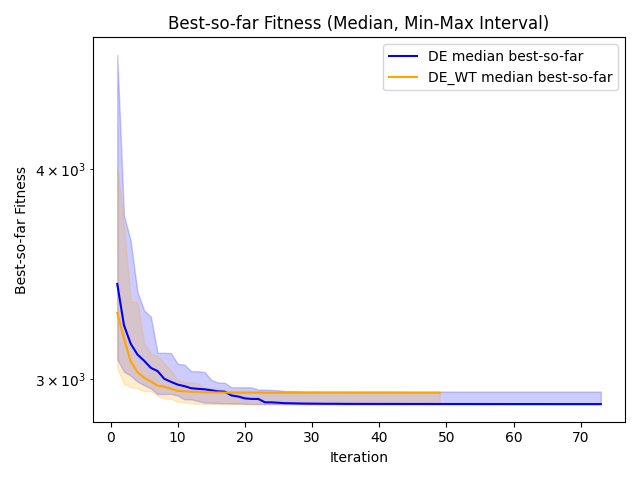 Best-so-far Fitness (Median, Min-Max Interval)
DE median best-so-far
DE_WT median best-so-far
Best-so-far Fitness
4 × 10³
3 × 10³
0 10 20 30 40 50 60 70
Iteration